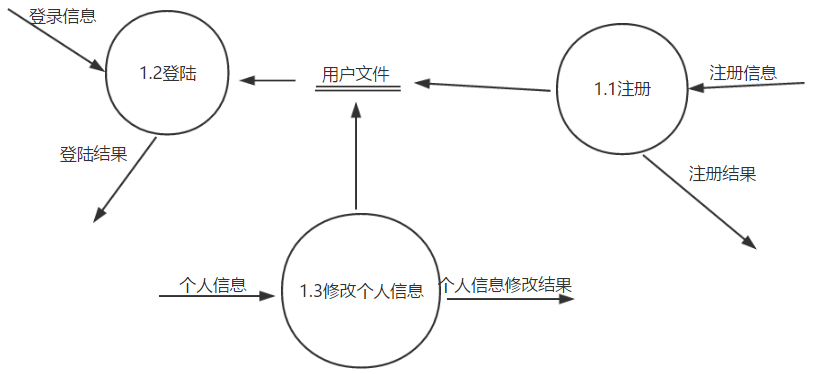 登录信息
1.2登陆
用户文件
注册信息
1.1注册
登陆结果
注册结果
个人信息
1.3修改个人信息
个人信息修改结果